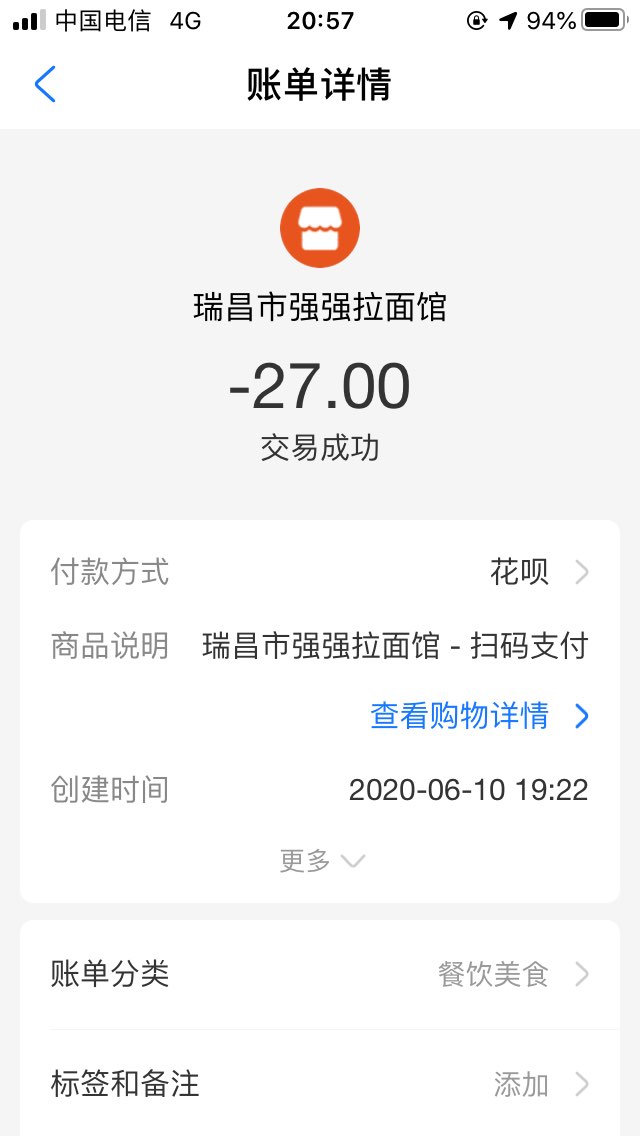 中国电信 4G 20:57 94%
账单详情
瑞昌市强强拉面馆
-27.00
交易成功
付款方式 花呗
商品说明 瑞昌市强强拉面馆 - 扫码支付
查看购物详情
创建时间 2020-06-10 19:22
更多
账单分类 餐饮美食
标签和备注 添加